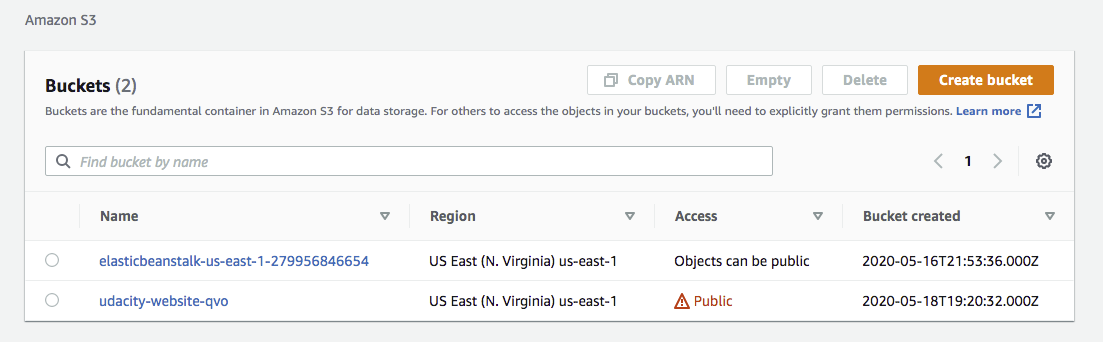 Amazon S3
Buckets (2)
Copy ARN
Empty
Delete
Create bucket
Buckets are the fundamental container in Amazon S3 for data storage. For others to access the objects in your buckets, you'll need to explicitly grant them permissions. Learn more
Find bucket by name
1
Name Region Access Bucket created
elasticbeanstalk-us-east-1-279956846654 US East (N. Virginia) us-east-1 Objects can be public 2020-05-16T21:53:36.000Z
udacity-website-qvo US East (N. Virginia) us-east-1 Public 2020-05-18T19:20:32.000Z